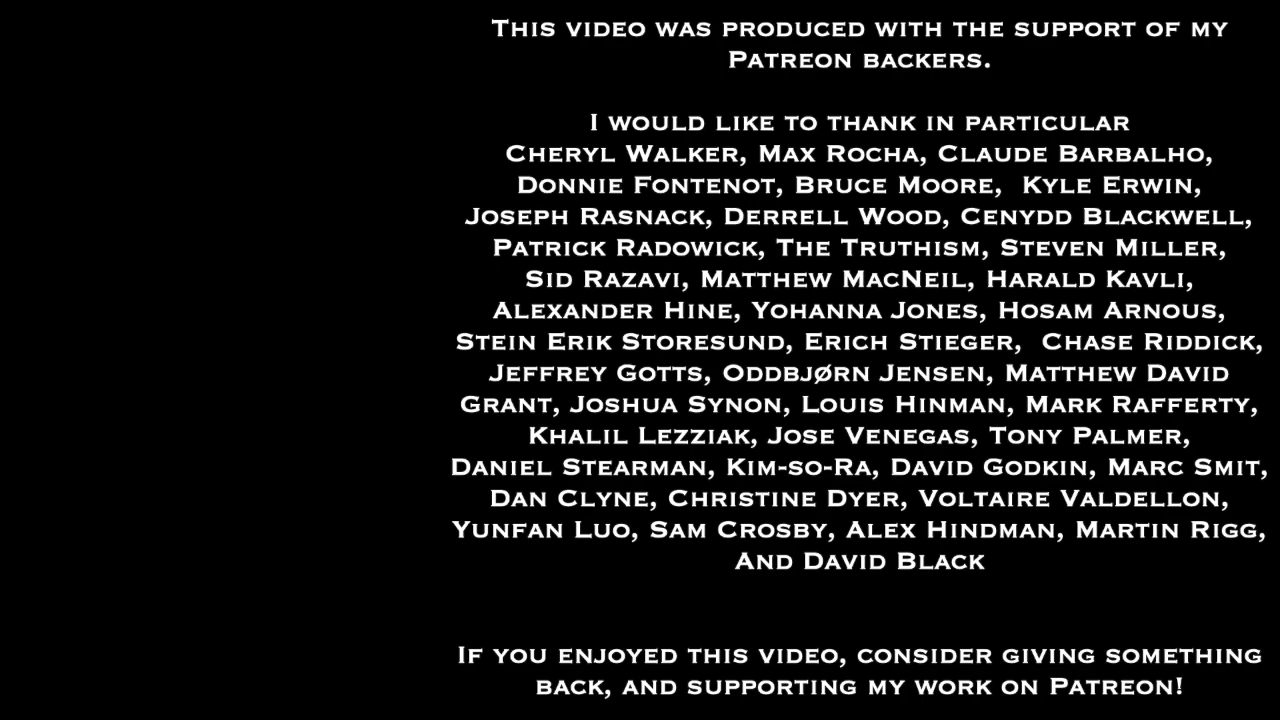 This video was produced with the support of my
Patreon backers.
I would like to thank in particular
Cheryl Walker, Max Rocha, Claude Barbalho,
Donnie Fontenot, Bruce Moore, Kyle Erwin,
Joseph Rasnack, Derrell Wood, Cenydd Blackwell,
Patrick Radowick, The Truthism, Steven Miller,
Sid Razavi, Matthew MacNeil, Harald Kavli,
Alexander Hine, Yohanna Jones, Hosam Arnous,
Stein Erik Storesund, Erich Stieger, Chase Riddick,
Jeffrey Gotts, Oddbjørn Jensen, Matthew David
Grant, Joshua Synon, Louis Hinman, Mark Rafferty,
Khalil Lezziak, Jose Venegas, Tony Palmer,
Daniel Stearman, Kim-so-Ra, David Godkin, Marc Smit,
Dan Clyne, Christine Dyer, Voltaire Valdellon,
Yunfan Luo, Sam Crosby, Alex Hindman, Martin Rigg,
And David Black
If you enjoyed this video, consider giving something
back, and supporting my work on Patreon!